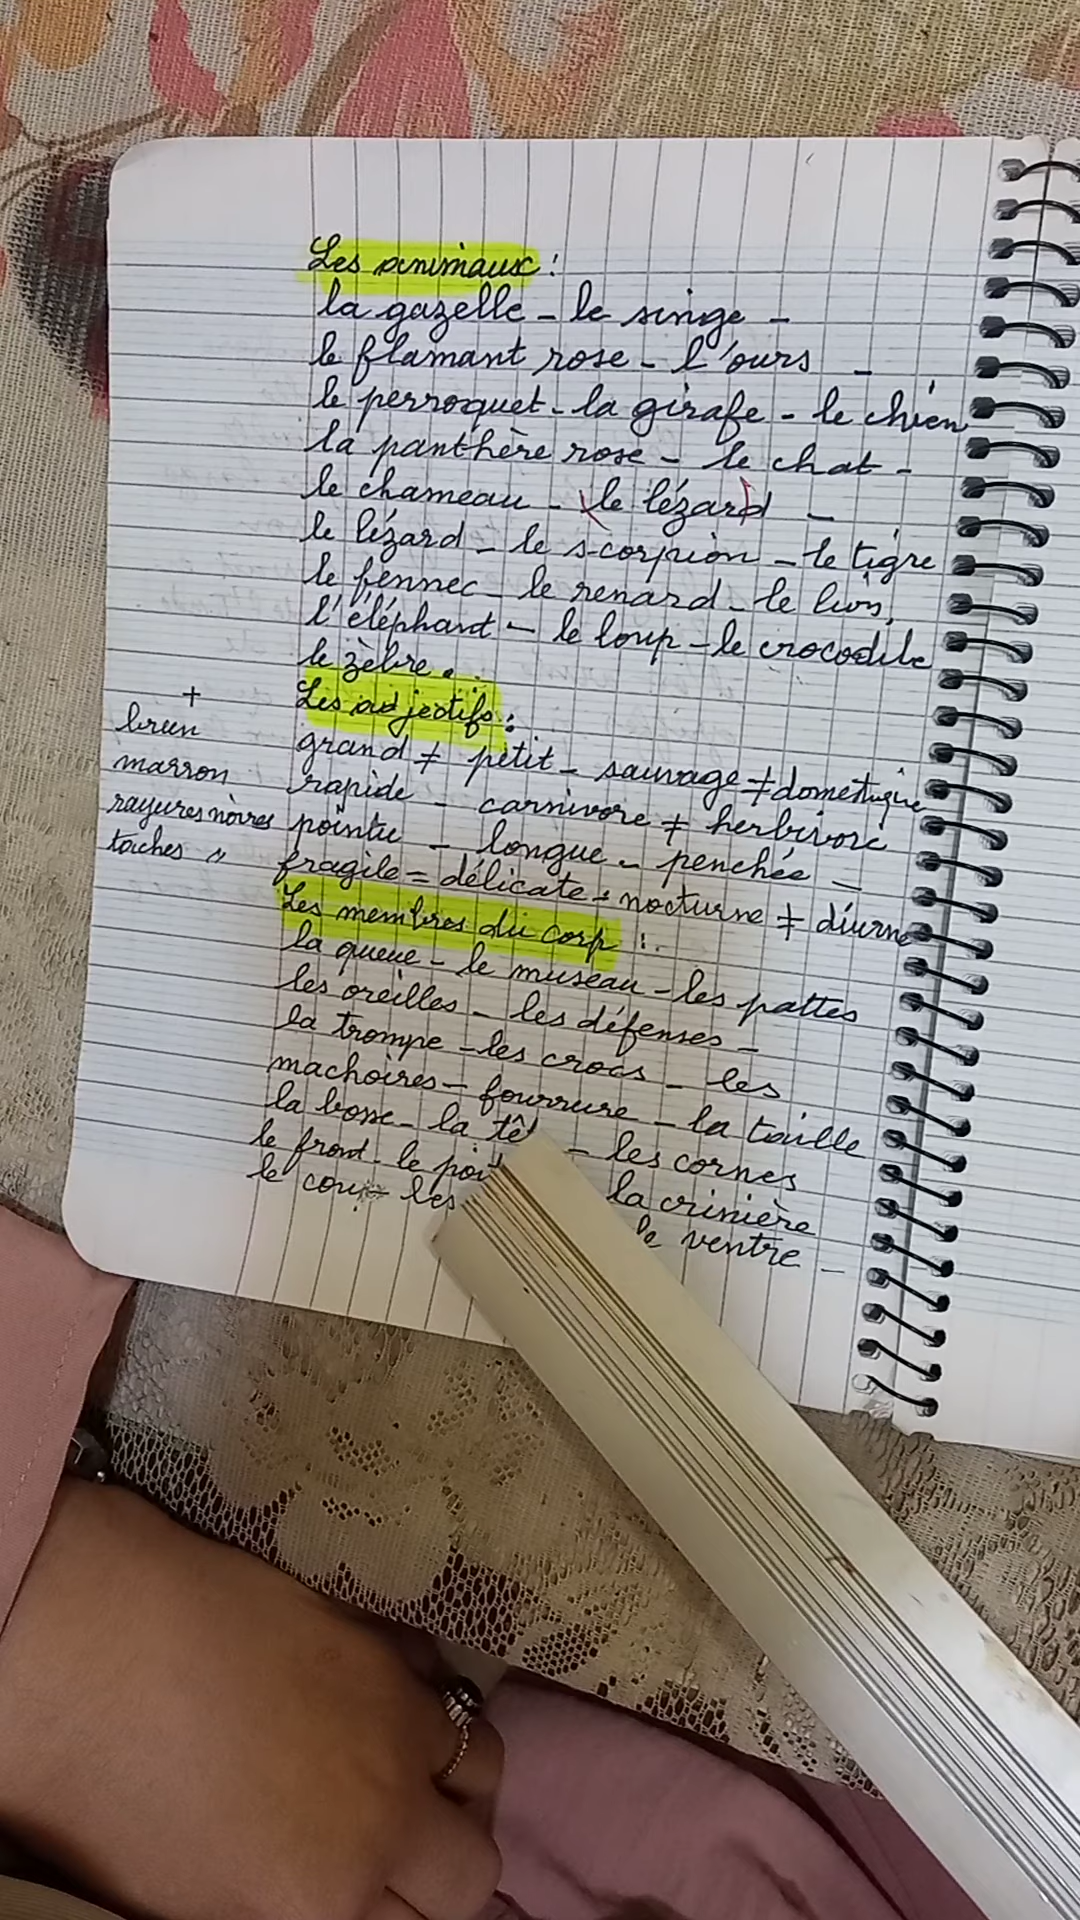 Les animaux :
la gazelle - le singe -
le flamant rose - l'ours -
le perroquet - la girafe - le chien
la panthère rose - le chat -
le chameau - (le lézard) -
le lézard - le scorpion - le tigre
le fennec - le renard - le lion,
l'éléphant - le loup - le crocodile
le zèbre.
Les adjectifs :
grand ≠ petit - sauvage ≠
rapide - carnivore ≠ herbivore
pointu - longue - penchée -
fragile = délicate - nocturne ≠ diurne
+
brun
marron
rayures noires
taches "
Les membres du corp :
la queue - le museau - les pattes
les oreilles - les défenses -
la trompe - les crocs - les
machoires - fourrure - la taille
la bosse - la - les cornes
le front - le la crinière
le cou - les le ventre -